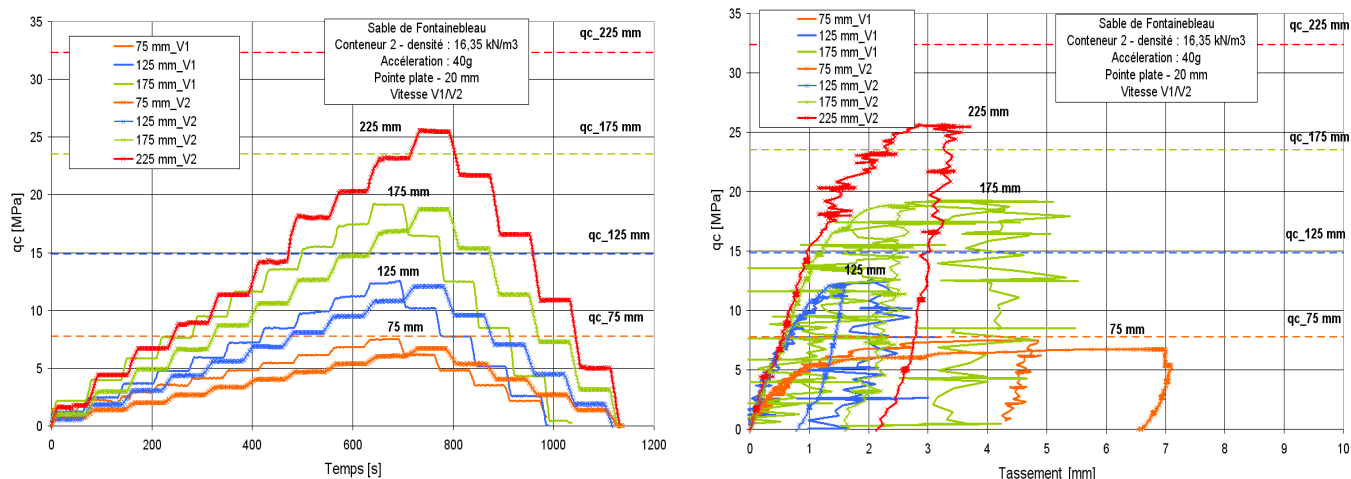 35
30
25
20
15
10
5
0
qc [MPa]
0 200 400 600 800 1000 1200
Temps [s]
75 mm_V1
125 mm_V1
175 mm_V1
75 mm_V2
125 mm_V2
175 mm_V2
225 mm_V2
Sable de Fontainebleau
Conteneur 2 - densité : 16,35 kN/m3
Accélération : 40g
Pointe plate - 20 mm
Vitesse V1/V2
qc_225 mm
qc_175 mm
qc_125 mm
qc_75 mm
225 mm
175 mm
125 mm
75 mm
35
30
25
20
15
10
5
0
qc [MPa]
0 1 2 3 4 5 6 7 8 9 10
Tassement [mm]
75 mm_V1
125 mm_V1
175 mm_V1
75 mm_V2
125 mm_V2
175 mm_V2
225 mm_V2
Sable de Fontainebleau
Conteneur 2 - densité : 16,35 kN/m3
Accélération : 40g
Pointe plate - 20 mm
Vitesse V1/V2
qc_225 mm
qc_175 mm
qc_125 mm
qc_75 mm
225 mm
175 mm
125 mm
75 mm